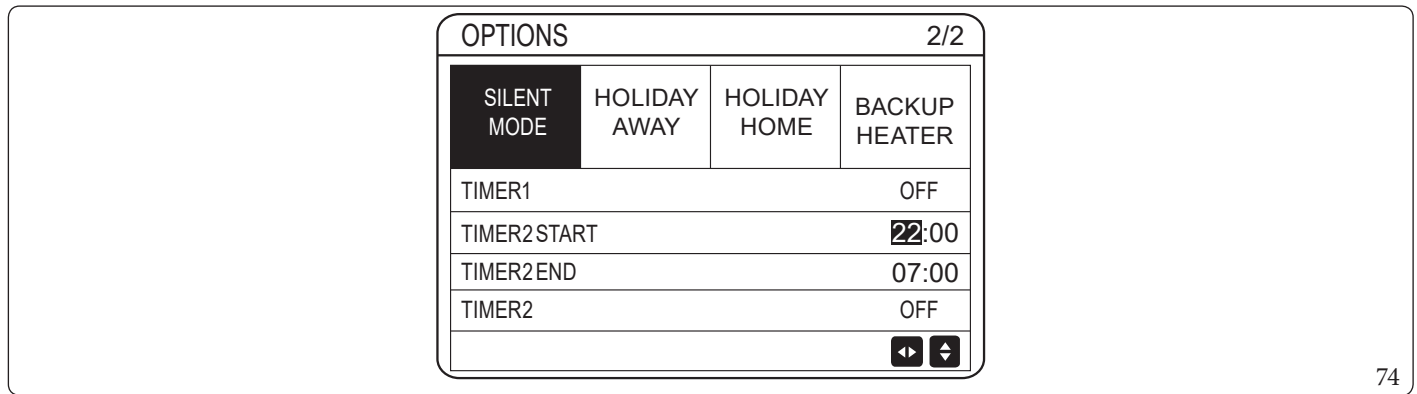 OPTIONS 2/2
SILENT MODE HOLIDAY AWAY HOLIDAY HOME BACKUP HEATER
TIMER1 OFF
TIMER2 START 22:00
TIMER2 END 07:00
TIMER2 OFF
74